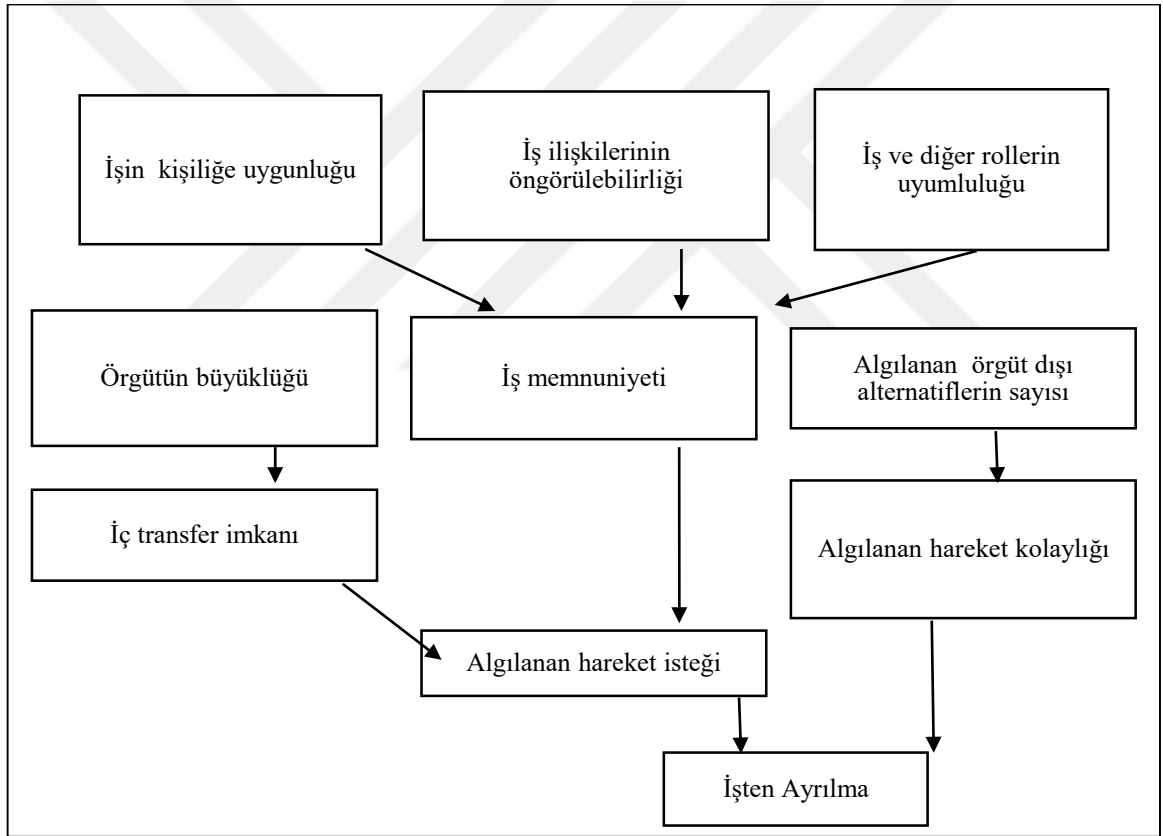 İşin kişiliğe uygunluğu
İş ilişkilerinin
öngörülebilirliği
İş ve diğer rollerin
uyumluluğu
Örgütün büyüklüğü
İş memnuniyeti
Algılanan örgüt dışı
alternatiflerin sayısı
İç transfer imkanı
Algılanan hareket kolaylığı
Algılanan hareket isteği
İşten Ayrılma